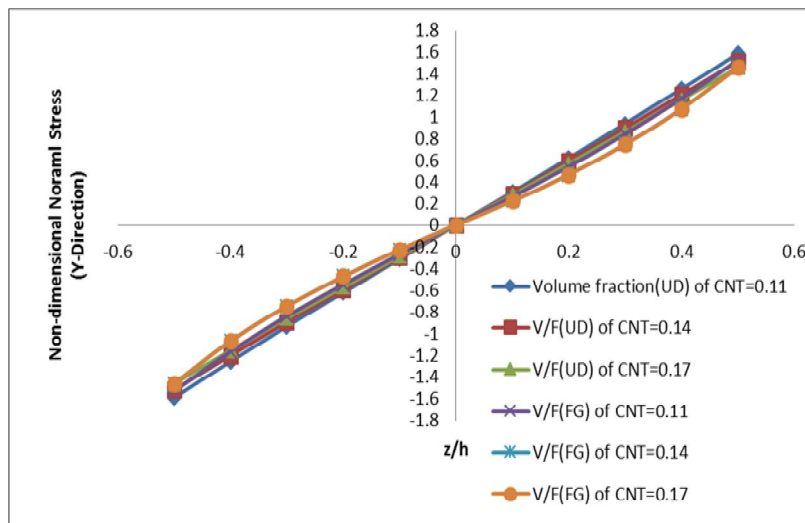 1.8
1.6
1.4
1.2
1
0.8
0.6
0.4
0.2
0
-0.2
-0.4
-0.6
-0.8
-1
-1.2
-1.4
-1.6
-1.8
-0.6
-0.4
-0.2
0
0.2
0.4
0.6
Non-dimensional Noraml Stress
(Y-Direction)
z/h
Volume fraction(UD) of CNT=0.11
V/F(UD) of CNT=0.14
V/F(UD) of CNT=0.17
V/F(FG) of CNT=0.11
V/F(FG) of CNT=0.14
V/F(FG) of CNT=0.17